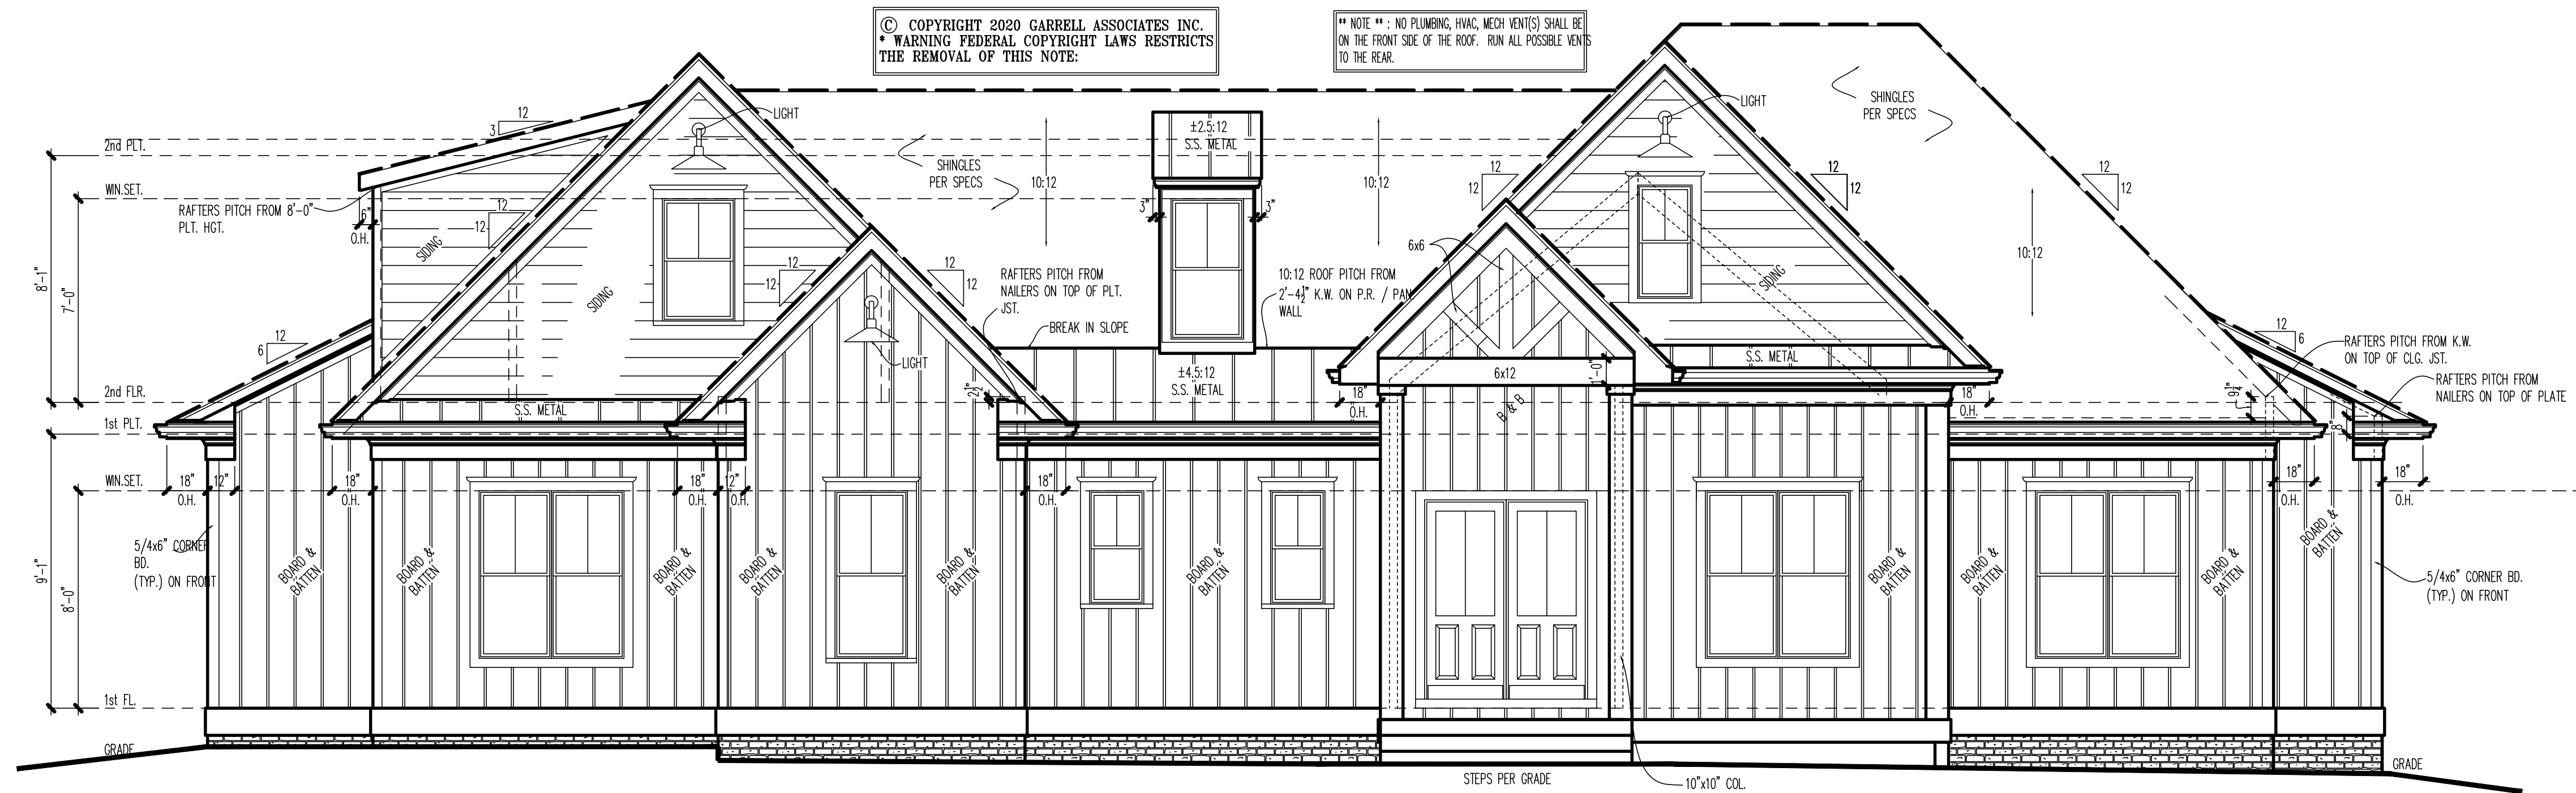 © COPYRIGHT 2020 GARRELL ASSOCIATES INC.
* WARNING FEDERAL COPYRIGHT LAWS RESTRICTS
THE REMOVAL OF THIS NOTE:
** NOTE ** : NO PLUMBING, HVAC, MECH VENT(S) SHALL BE
ON THE FRONT SIDE OF THE ROOF. RUN ALL POSSIBLE VENTS
TO THE REAR.
12
3
LIGHT
±2.5:12
S.S. METAL
LIGHT
SHINGLES
PER SPECS
2nd PLT.
SHINGLES
PER SPECS
10:12
10:12
12
12
12
12
12
12
WIN.SET.
RAFTERS PITCH FROM 8'-0"
PLT. HGT.
6"
O.H.
12
12
3"
3"
SIDING
SIDING
8'-1"
7'-0"
12
12
12
12
6x6
SIDING
10:12
RAFTERS PITCH FROM
NAILERS ON TOP OF PLT.
JST.
10:12 ROOF PITCH FROM
2'-4½" K.W. ON P.R. / PAN
WALL
BREAK IN SLOPE
12
6
12
6
LIGHT
±4.5:12
S.S. METAL
6x12
1'-0"
S.S. METAL
RAFTERS PITCH FROM K.W.
ON TOP OF CLG. JST.
RAFTERS PITCH FROM
NAILERS ON TOP OF PLATE
2nd FLR.
S.S. METAL
2½"
18"
O.H.
B & B
18"
O.H.
9¼"
8"
1st PLT.
WIN.SET.
18"
O.H.
12"
18"
O.H.
18"
O.H.
12"
O.H.
18"
O.H.
18"
O.H.
18"
O.H.
9'-1"
8'-0"
5/4x6" CORNER
BD.
(TYP.) ON FRONT
BOARD &
BATTEN
BOARD &
BATTEN
BOARD &
BATTEN
BOARD &
BATTEN
BOARD &
BATTEN
BOARD &
BATTEN
BOARD &
BATTEN
BOARD &
BATTEN
BOARD &
BATTEN
BOARD &
BATTEN
5/4x6" CORNER BD.
(TYP.) ON FRONT
1st FL.
GRADE
STEPS PER GRADE
10"x10" COL.
GRADE